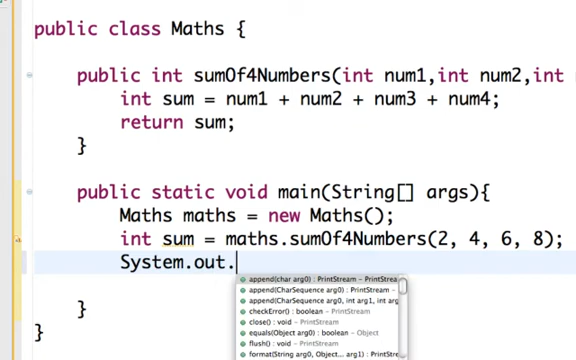 public class Maths {
public int sumOf4Numbers(int num1,int num2,int
int sum = num1 + num2 + num3 + num4;
return sum;
}
public static void main(String[] args){
Maths maths = new Maths();
int sum = maths.sumOf4Numbers(2, 4, 6, 8);
System.out.
append(char arg0) : PrintStream – PrintStrea
append(CharSequence arg0) : PrintStream –
append(CharSequence arg0, int arg1, int arg
checkError() : boolean – PrintStream
close() : void – PrintStream
equals(Object arg0) : boolean – Object
flush() : void – PrintStream
format(String arg0, Object... arg1) : PrintStr
}
}